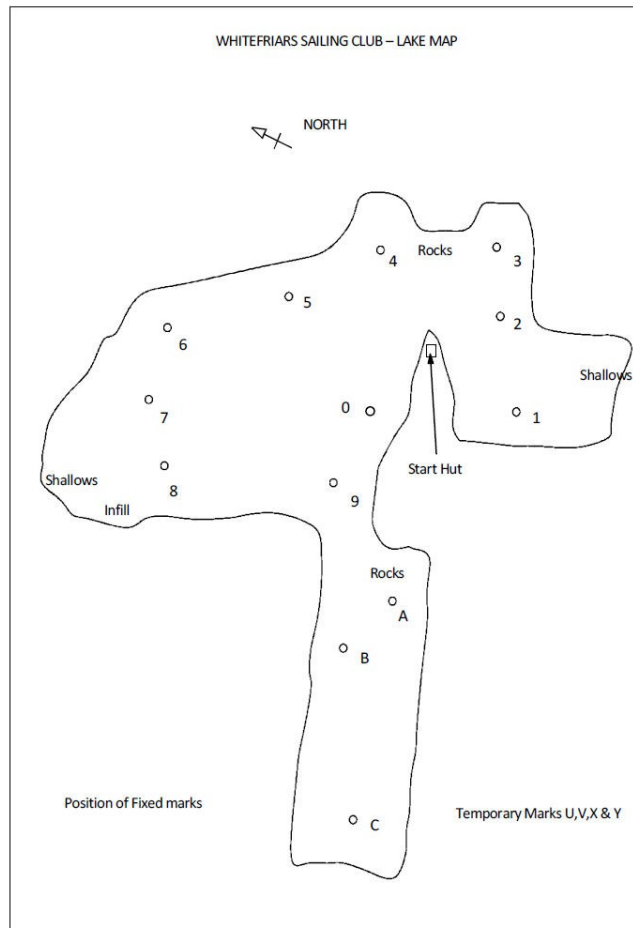 WHITEFRIARS SAILING CLUB – LAKE MAP
NORTH
4
Rocks
3
5
2
6
Shallows
7
0
1
Start Hut
Shallows
8
9
Infill
Rocks
A
B
Position of Fixed marks
Temporary Marks U,V,X & Y
C